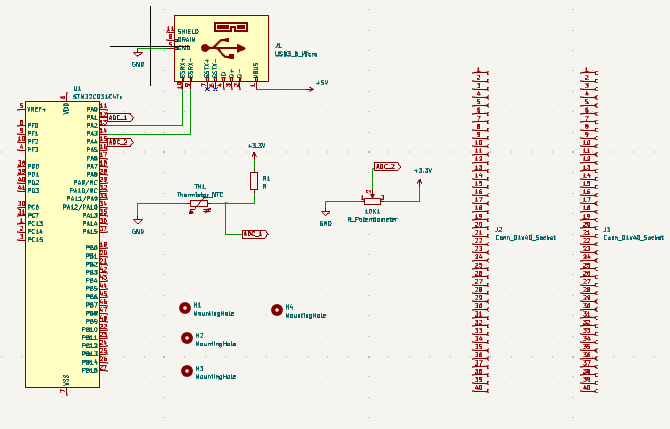 J1
USB3_B_Micro
SHIELD
DRAIN
GND
SSRX+
SSRX-
SSTX+
SSTX-
D+
D-
VBUS
GND
+5V
U1
STM32C031C4Tx
VREF+
VDD
PF0
PF1
PF2
PF3
PD0
PD1
PD2
PD3
PC6
PC7
PC13
PC14
PC15
VSS
PA0
PA1
PA2
PA3
PA4
PA5
PA6
PA7
PA8
PA9/NC
PA10/NC
PA11/PA9
PA12/PA10
PA13
PA14
PA15
PB0
PB1
PB2
PB3
PB4
PB5
PB6
PB7
PB8
PB9
PB10
PB11
PB12
PB13
PB14
PB15
ADC_1
ADC_2
+3.3V
R1
R
TH1
Thermistor_NTC
GND
ADC_1
ADC_2
+3.3V
GND
10K1
R_Potentiometer
H1
MountingHole
H2
MountingHole
H3
MountingHole
H4
MountingHole
1
2
3
4
5
6
7
8
9
10
11
12
13
14
15
16
17
18
19
20
21
22
23
24
25
26
27
28
29
30
31
32
33
34
35
36
37
38
39
40
J2
Conn_01x40_Socket
1
2
3
4
5
6
7
8
9
10
11
12
13
14
15
16
17
18
19
20
21
22
23
24
25
26
27
28
29
30
31
32
33
34
35
36
37
38
39
40
J3
Conn_01x40_Socket